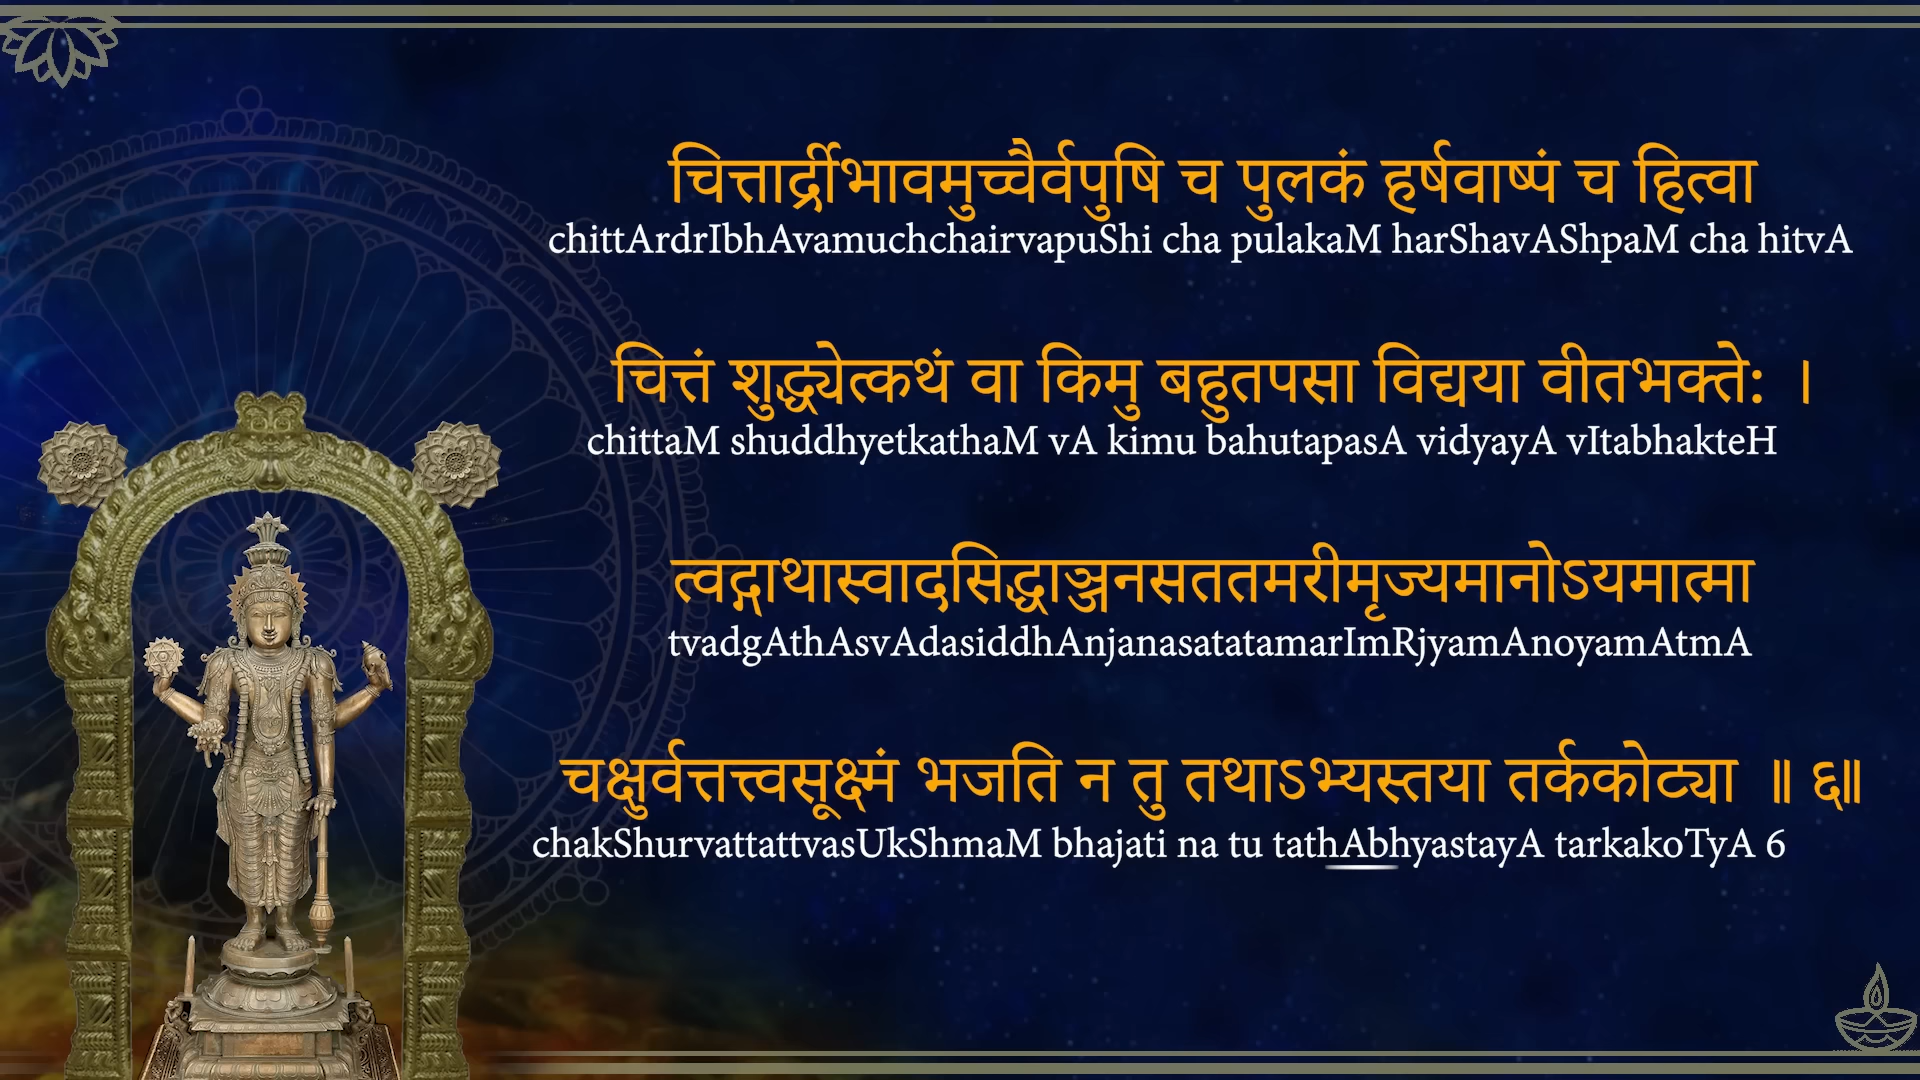 चित्तार्द्रीभावमुच्चैर्वपुषि च पुलकं हर्षवाष्पं च हित्वा
chittArdrIbhAvamuchchairvapuShi cha pulakaM harShavAShpaM cha hitvA
चित्तं शुद्ध्येत्कथं वा किमु बहुतपसा विद्यया वीतभक्ते: ।
chittaM shuddhyetkathaM vA kimu bahutapasA vidyayA vItabhakteH
त्वद्गाथास्वादसिद्धाञ्जनसततमरीमृज्यमानोऽयमात्मा
tvadgAthAsvAdasiddhAnjanasatatamarImRjyamAnoyamAtmA
चक्षुर्वत्तत्त्वसूक्ष्मं भजति न तु तथाऽभ्यस्तया तर्ककोट्या ॥ ६॥
chakShurvattattvasUkShmaM bhajati na tu tathAbhyastayA tarkakoTyA 6